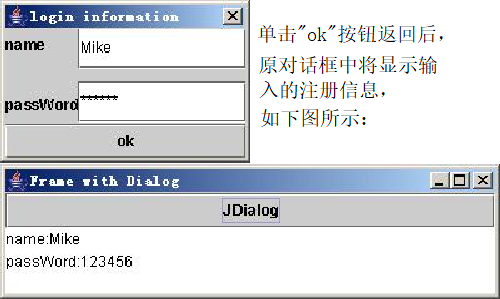 login information
name
Mike
passWord
******
ok
单击"ok"按钮返回后，
原对话框中将显示输
入的注册信息，
如下图所示：
Frame with Dialog
JDialog
name:Mike
passWord:123456